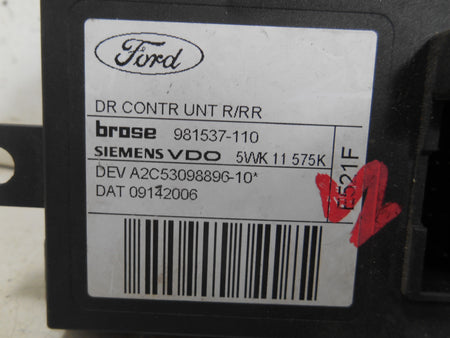 Ford
DR CONTR UNT R/RR
brose 981537-110
SIEMENS VDO 5WK 11 575K
DEV A2C53098896-10*
DAT 09142006
E521F